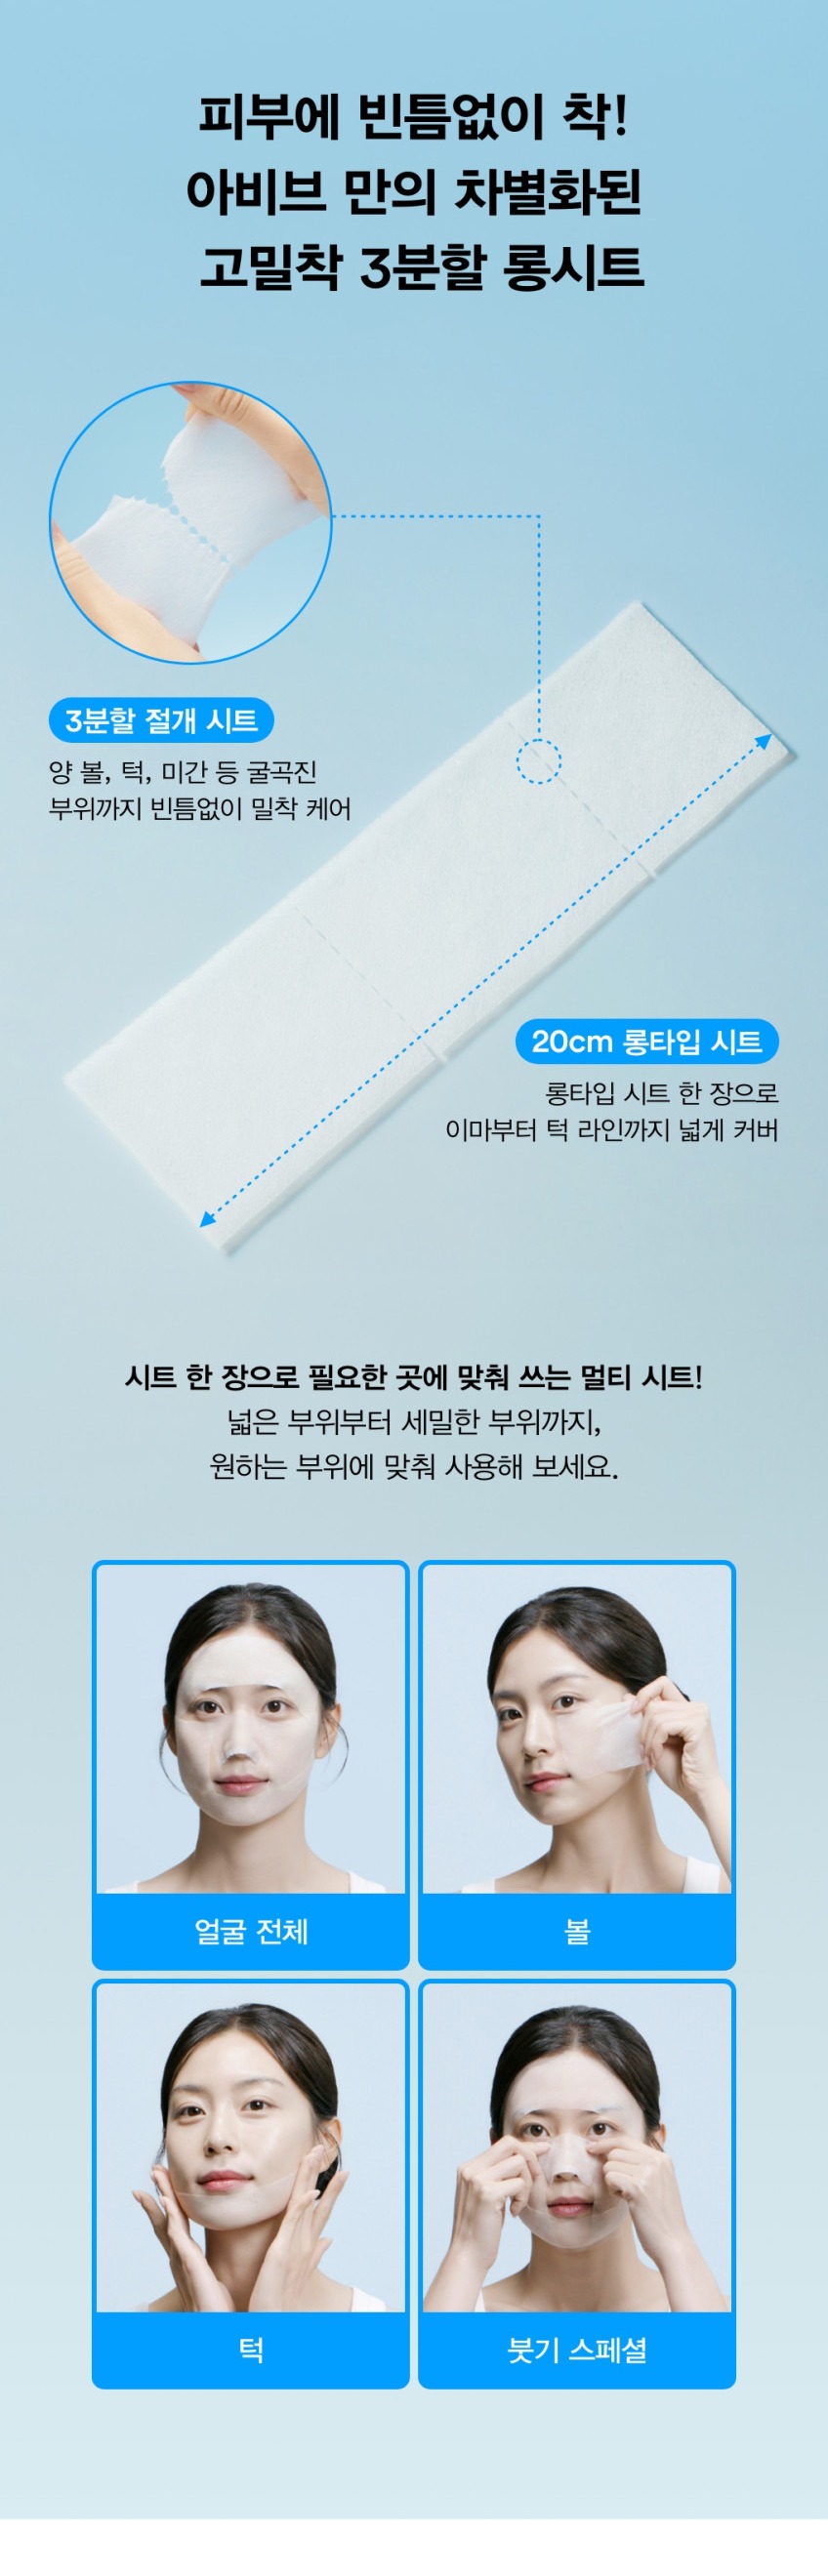 피부에 빈틈없이 착!
아비브 만의 차별화된
고밀착 3분할 롱시트
3분할 절개 시트
양 볼, 턱, 미간 등 굴곡진
부위까지 빈틈없이 밀착 케어
20cm 롱타입 시트
롱타입 시트 한 장으로
이마부터 턱 라인까지 넓게 커버
시트 한 장으로 필요한 곳에 맞춰 쓰는 멀티 시트!
넓은 부위부터 세밀한 부위까지,
원하는 부위에 맞춰 사용해 보세요.
얼굴 전체
볼
턱
붓기 스페셜